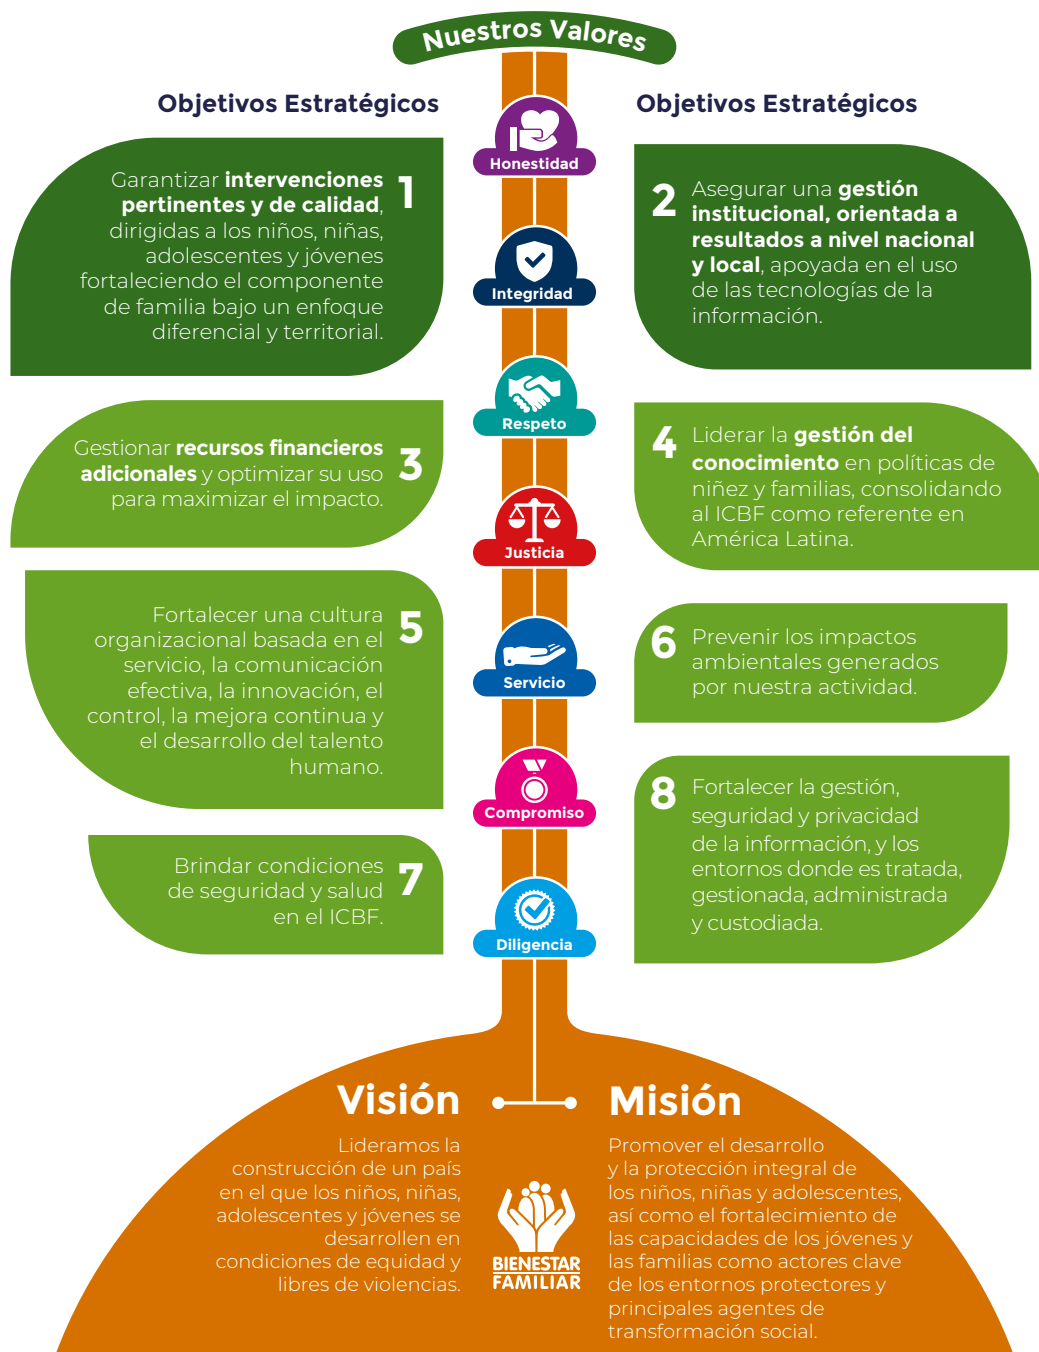 Nuestros Valores
Objetivos Estratégicos
Objetivos Estratégicos
Honestidad
Integridad
Respeto
Justicia
Servicio
Compromiso
Diligencia
1
Garantizar intervenciones
pertinentes y de calidad,
dirigidas a los niños, niñas,
adolescentes y jóvenes
fortaleciendo el componente
de familia bajo un enfoque
diferencial y territorial.
2
Asegurar una gestión
institucional, orientada a
resultados a nivel nacional
y local, apoyada en el uso
de las tecnologías de la
información.
3
Gestionar recursos financieros
adicionales y optimizar su uso
para maximizar el impacto.
4
Liderar la gestión del
conocimiento en políticas de
niñez y familias, consolidando
al ICBF como referente en
América Latina.
5
Fortalecer una cultura
organizacional basada en el
servicio, la comunicación
efectiva, la innovación, el
control, la mejora continua y
el desarrollo del talento
humano.
6
Prevenir los impactos
ambientales generados
por nuestra actividad.
7
Brindar condiciones
de seguridad y salud
en el ICBF.
8
Fortalecer la gestión,
seguridad y privacidad
de la información, y los
entornos donde es tratada,
gestionada, administrada
y custodiada.
Visión
Lideramos la
construcción de un país
en el que los niños, niñas,
adolescentes y jóvenes se
desarrollen en
condiciones de equidad y
libres de violencias.
BIENESTAR
FAMILIAR
Misión
Promover el desarrollo
y la protección integral de
los niños, niñas y adolescentes,
así como el fortalecimiento de
las capacidades de los jóvenes y
las familias como actores clave
de los entornos protectores y
principales agentes de
transformación social.